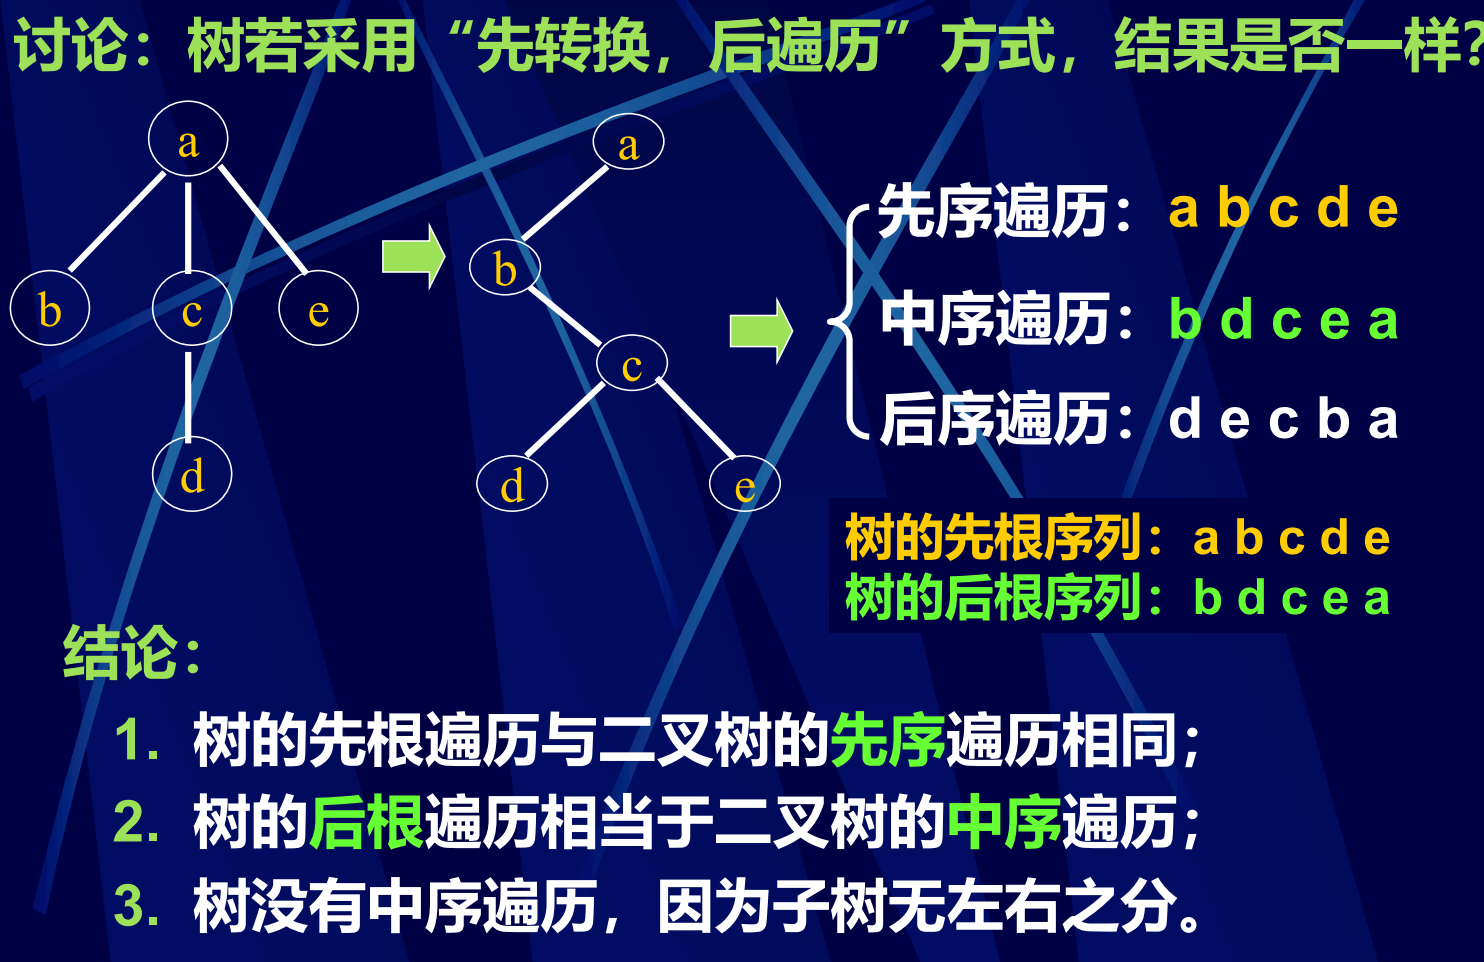 讨论：树若采用“先转换，后遍历”方式，结果是否一样?
a
b
c
e
d
a
b
c
d
e
先序遍历：a b c d e
中序遍历：b d c e a
后序遍历：d e c b a
树的先根序列：a b c d e
树的后根序列：b d c e a
结论：
1. 树的先根遍历与二叉树的先序遍历相同；
2. 树的后根遍历相当于二叉树的中序遍历；
3. 树没有中序遍历，因为子树无左右之分。